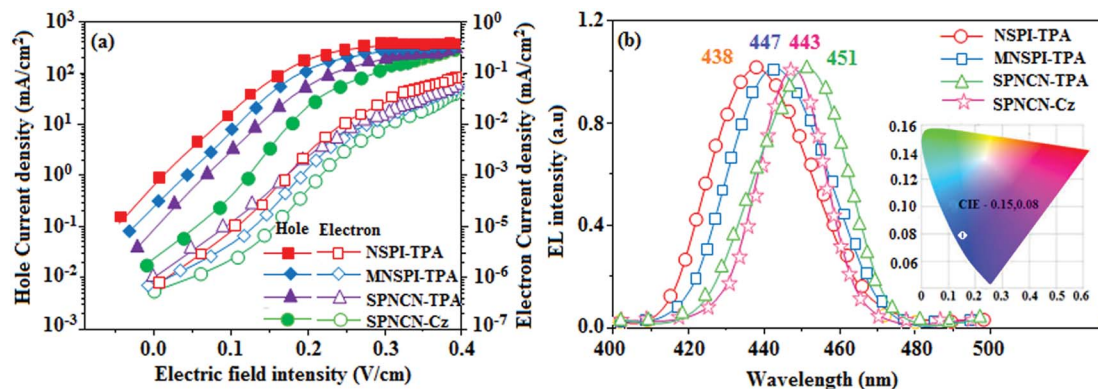 (a)
Hole Current density (mA/cm²)
10³
10²
10¹
10⁰
10⁻¹
10⁻²
10⁻³
Electron Current density (mA/cm²)
10⁰
10⁻¹
10⁻²
10⁻³
10⁻⁴
10⁻⁵
10⁻⁶
10⁻⁷
Hole Electron
NSPI-TPA
MNSPI-TPA
SPNCN-TPA
SPNCN-Cz
0.0 0.1 0.2 0.3 0.4
Electric field intensity (V/cm)
(b)
438 447 443 451
EL intensity (a.u)
1.2
0.9
0.6
0.3
0.0
NSPI-TPA
MNSPI-TPA
SPNCN-TPA
SPNCN-Cz
0.16
0.14
0.12
0.10
0.08
0.06
CIE - 0.15,0.08
0 0.1 0.2 0.3 0.4 0.5 0.6
400 420 440 460 480 500
Wavelength (nm)